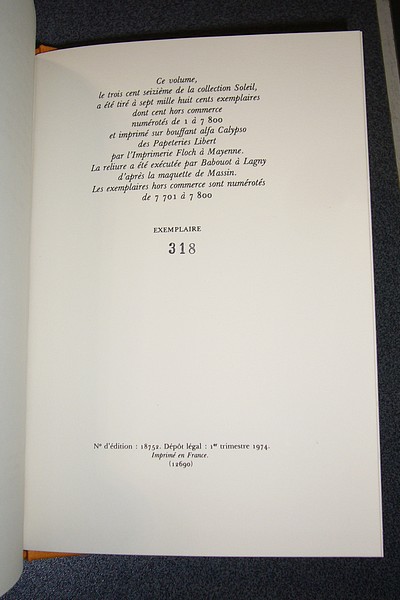 Ce volume,
le trois cent seizième de la collection Soleil,
a été tiré à sept mille huit cents exemplaires
dont cent hors commerce
numérotés de 1 à 7 800
et imprimé sur bouffant alfa Calypso
des Papeteries Libert
par l'Imprimerie Floch à Mayenne.
La reliure a été exécutée par Babouot à Lagny
d'après la maquette de Massin.
Les exemplaires hors commerce sont numérotés
de 7 701 à 7 800
EXEMPLAIRE
318
Nº d'édition : 18752. Dépôt légal : 1er trimestre 1974.
Imprimé en France.
(12690)